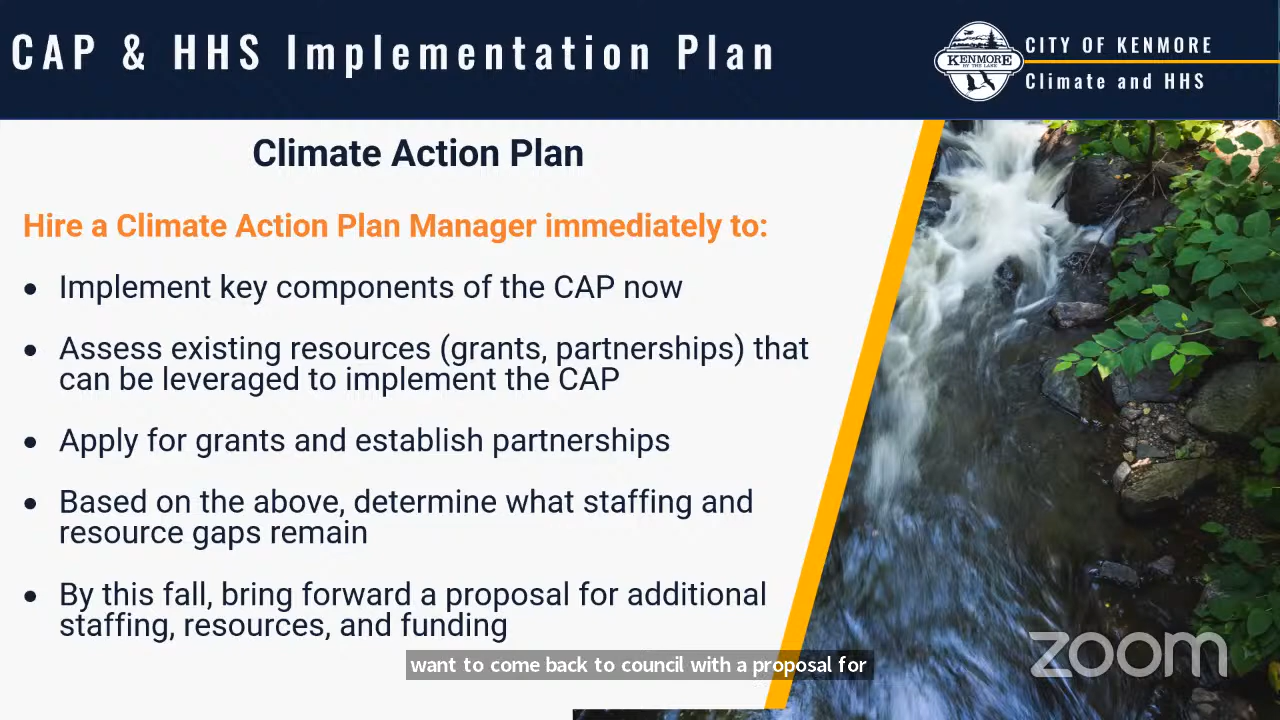 CAP & HHS Implementation Plan
KENMORE
BY THE LAKE
CITY OF KENMORE
Climate and HHS
Climate Action Plan
Hire a Climate Action Plan Manager immediately to:
• Implement key components of the CAP now
• Assess existing resources (grants, partnerships) that
can be leveraged to implement the CAP
• Apply for grants and establish partnerships
• Based on the above, determine what staffing and
resource gaps remain
• By this fall, bring forward a proposal for additional
staffing, resources, and funding
want to come back to council with a proposal for
zoom